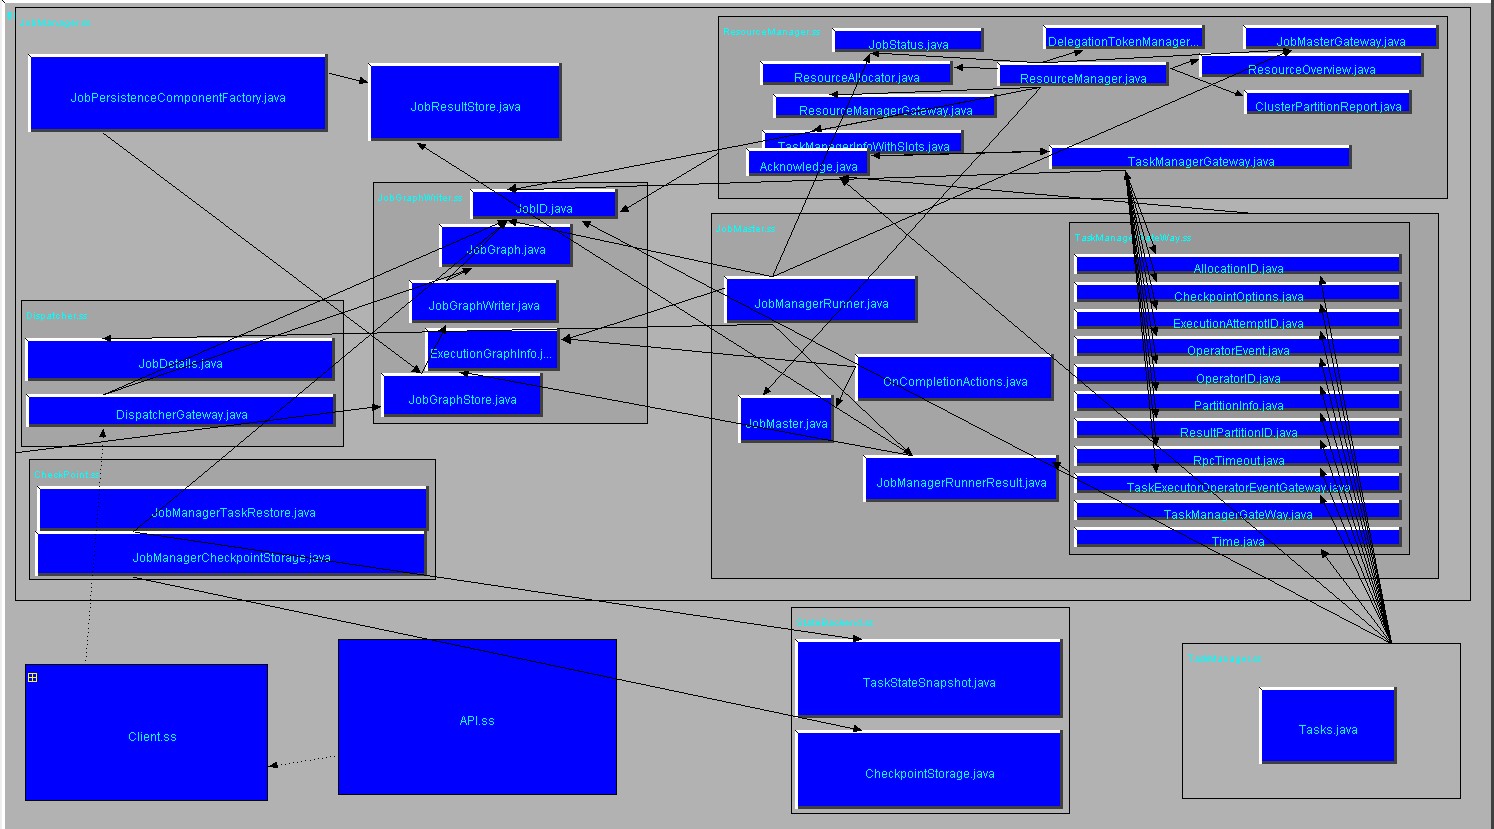 JobManager.ss
JobPersistenceComponentFactory.java
JobResultStore.java
ResourceManager.ss
JobStatus.java
DelegationTokenManager...
JobMasterGateway.java
ResourceAllocator.java
ResourceManager.java
ResourceOverview.java
ResourceManagerGateway.java
ClusterPartitionReport.java
TaskManagerInfoWithSlots.java
Acknowledge.java
TaskManagerGateway.java
JobGraphWriter.ss
JobID.java
JobGraph.java
JobGraphWriter.java
ExecutionGraphInfo.j...
JobGraphStore.java
Dispatcher.ss
JobDetails.java
DispatcherGateway.java
CheckPoint.ss
JobManagerTaskRestore.java
JobManagerCheckpointStorage.java
JobMaster.ss
JobManagerRunner.java
OnCompletionActions.java
JobMaster.java
JobManagerRunnerResult.java
TaskManagerGateWay.ss
AllocationID.java
CheckpointOptions.java
ExecutionAttemptID.java
OperatorEvent.java
OperatorID.java
PartitionInfo.java
ResultPartitionID.java
RpcTimeout.java
TaskExecutorOperatorEventGateway.java
TaskManagerGateWay.java
Time.java
Client.ss
API.ss
TaskStateSnapshot.java
CheckpointStorage.java
TaskManager.ss
Tasks.java